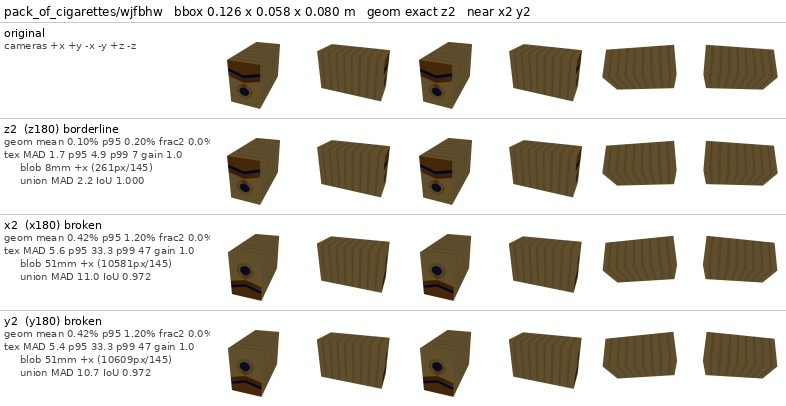 pack_of_cigarettes/wjfbhw   bbox 0.126 x 0.058 x 0.080 m   geom exact z2   near x2 y2
original
cameras +x +y -x -y +z -z
z2  (z180) borderline
geom mean 0.10% p95 0.20% frac2 0.0%
tex MAD 1.7 p95 4.9 p99 7 gain 1.0
blob 8mm +x (261px/145)
union MAD 2.2 IoU 1.000
x2  (x180) broken
geom mean 0.42% p95 1.20% frac2 0.0%
tex MAD 5.6 p95 33.3 p99 47 gain 1.0
blob 51mm +x (10581px/145)
union MAD 11.0 IoU 0.972
y2  (y180) broken
geom mean 0.42% p95 1.20% frac2 0.0%
tex MAD 5.4 p95 33.3 p99 47 gain 1.0
blob 51mm +x (10609px/145)
union MAD 10.7 IoU 0.972